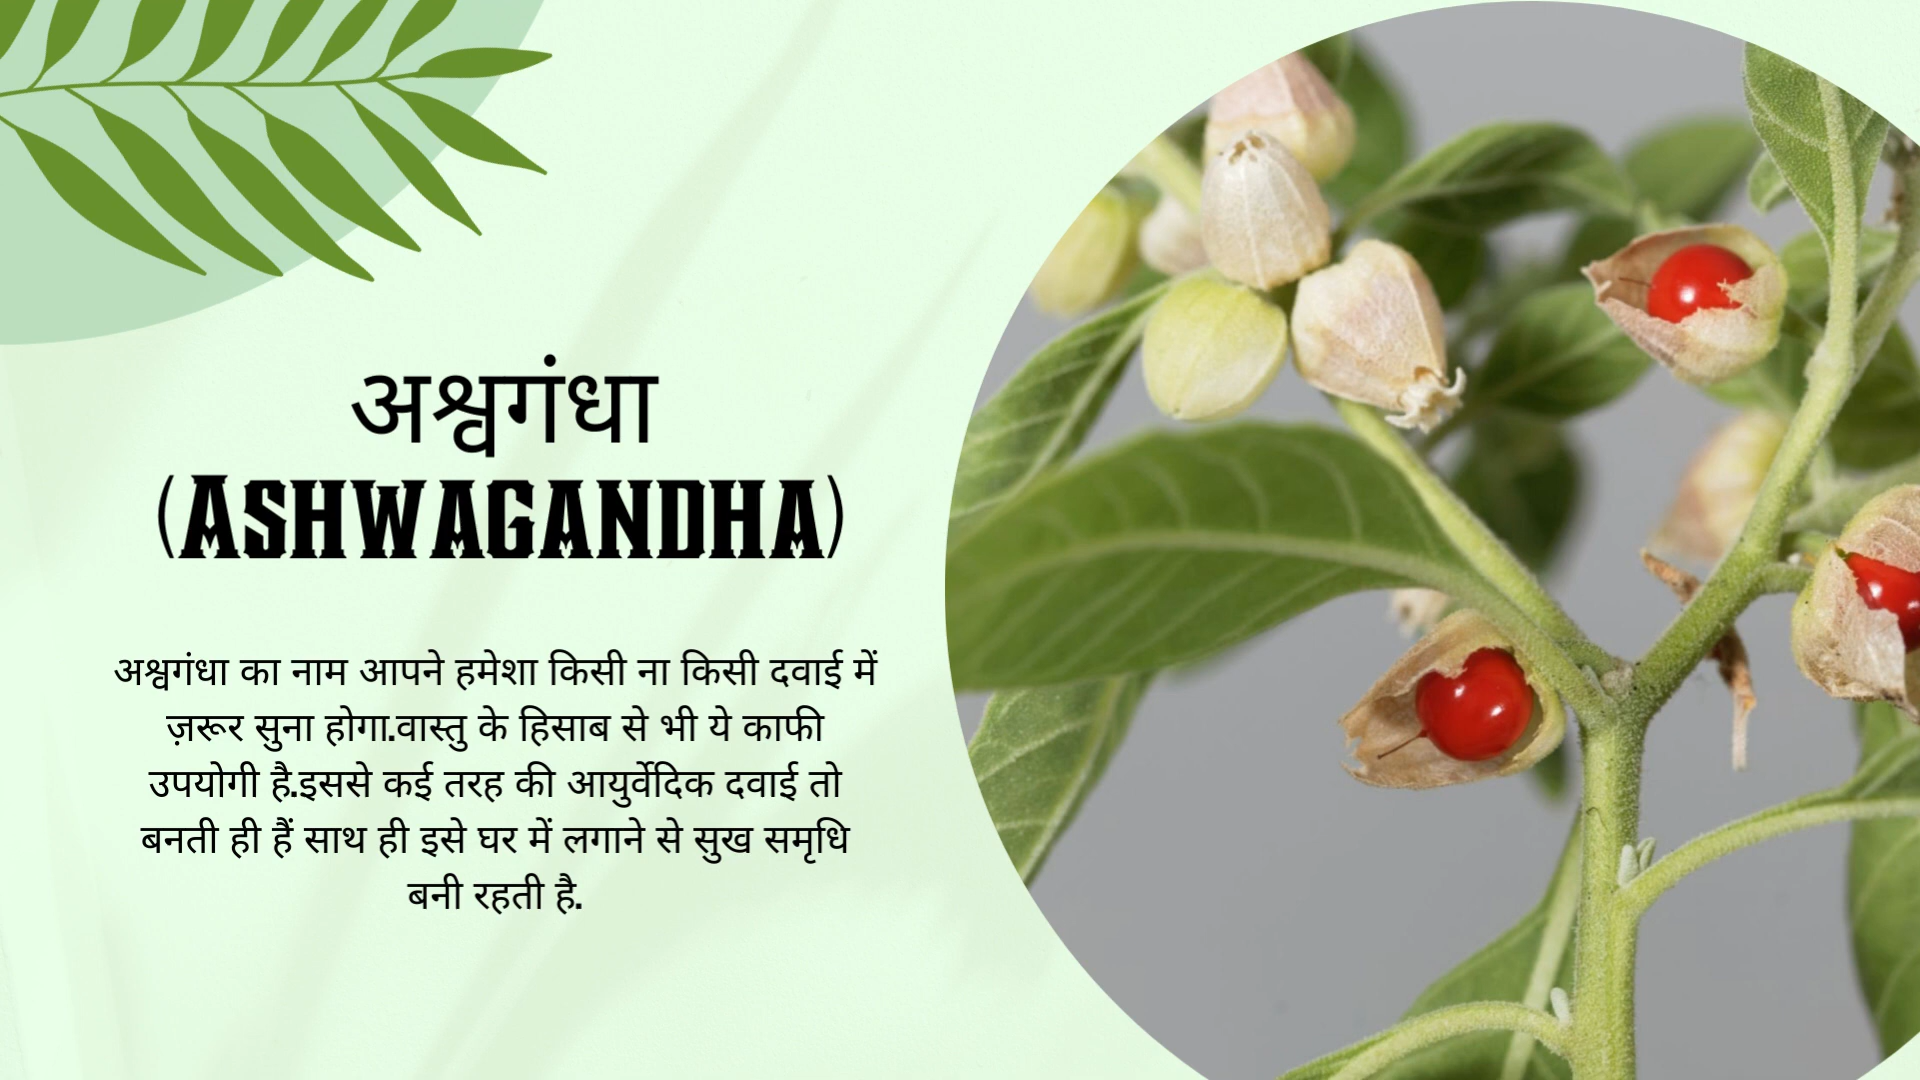 अश्वगंधा
(ASHWAGANDHA)
अश्वगंधा का नाम आपने हमेशा किसी ना किसी दवाई में
ज़रूर सुना होगा.वास्तु के हिसाब से भी ये काफी
उपयोगी है.इससे कई तरह की आयुर्वेदिक दवाई तो
बनती ही हैं साथ ही इसे घर में लगाने से सुख समृधि
बनी रहती है.